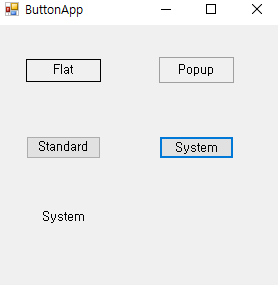 ButtonApp
Flat
Popup
Standard
System
System